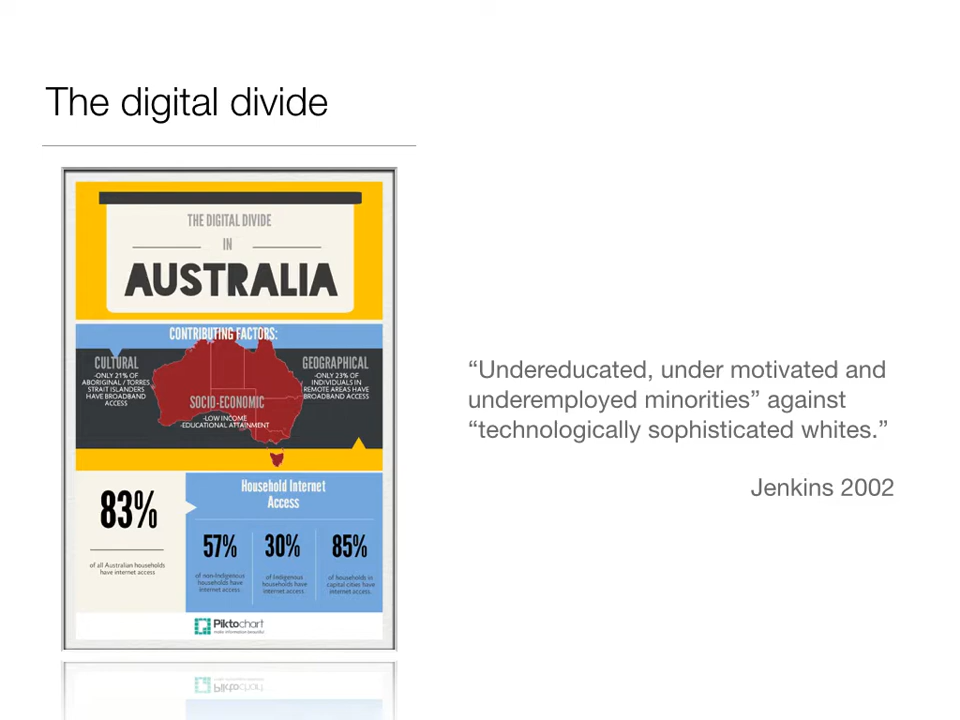 The digital divide
THE DIGITAL DIVIDE
IN
AUSTRALIA
CONTRIBUTING FACTORS:
CULTURAL
-ONLY 21% OF
ABORIGINAL / TORRES
STRAIT ISLANDERS
HAVE BROADBAND
ACCESS
GEOGRAPHICAL
-ONLY 23% OF
INDIVIDUALS IN
REMOTE AREAS HAVE
BROADBAND ACCESS
SOCIO-ECONOMIC
-LOW INCOME
-EDUCATIONAL ATTAINMENT
83%
of all Australian households
have internet access
Household Internet
Access
57%
of non-Indigenous
households have
internet access.
30%
of Indigenous
households have
internet access.
85%
of households in
capital cities have
internet access.
Piktochart
make information beautiful
“Undereducated, under motivated and
underemployed minorities” against
“technologically sophisticated whites.”
Jenkins 2002